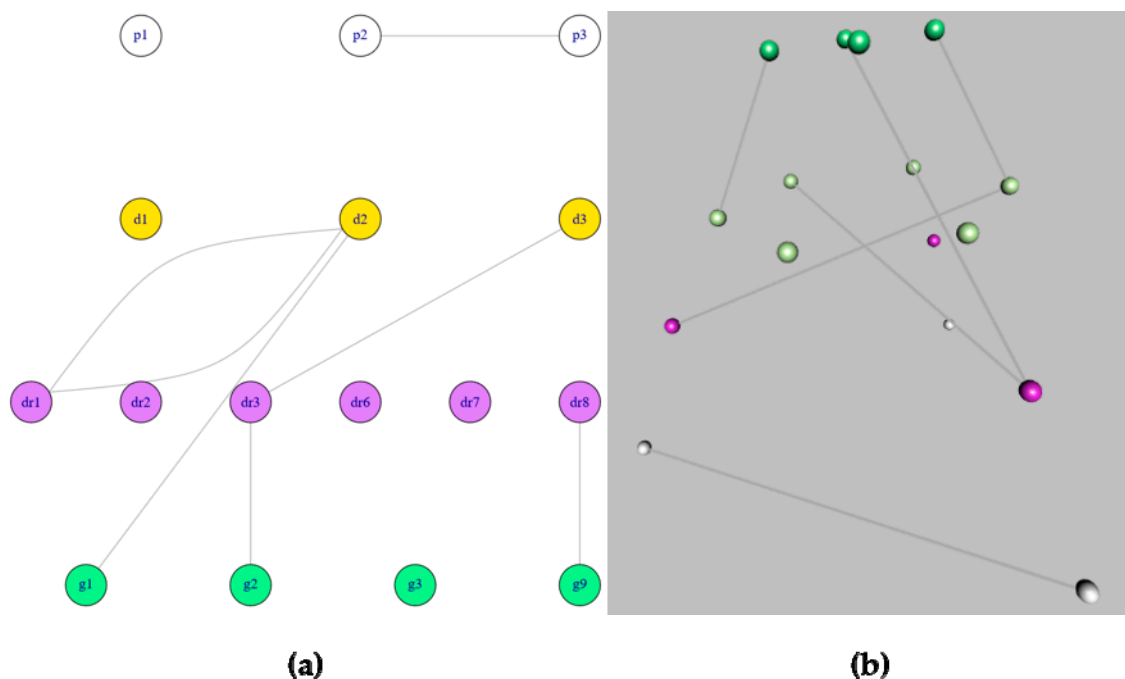 p1 p2 p3
d1 d2 d3
dr1 dr2 dr3 dr6 dr7 dr8
g1 g2 g3 g9
(a) (b)